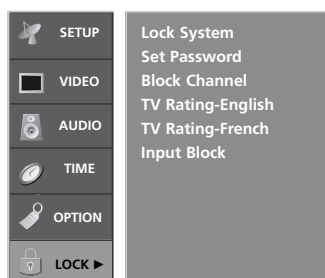 SETUP
VIDEO
AUDIO
TIME
OPTION
LOCK ►
Lock System
Set Password
Block Channel
TV Rating-English
TV Rating-French
Input Block